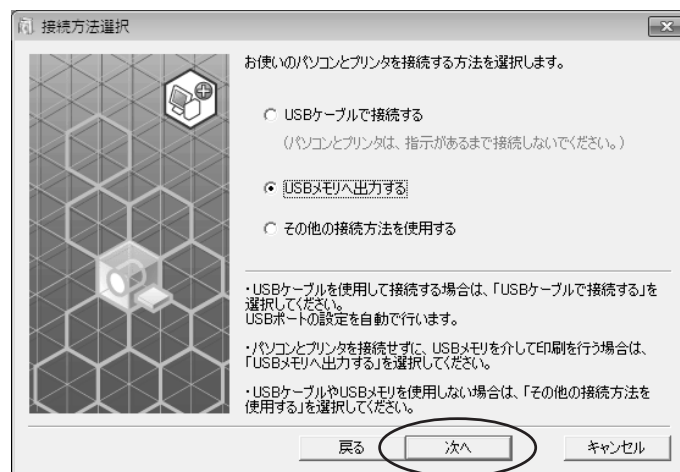 接続方法選択
お使いのパソコンとプリンタを接続する方法を選択します。
USBケーブルで接続する
(パソコンとプリンタは、指示があるまで接続しないでください。)
USBメモリへ出力する
その他の接続方法を使用する
・USBケーブルを使用して接続する場合は、「USBケーブルで接続する」を
選択してください。
USBポートの設定を自動で行います。
・パソコンとプリンタを接続せずに、USBメモリを介して印刷を行う場合は、
「USBメモリへ出力する」を選択してください。
・USBケーブルやUSBメモリを使用しない場合は、「その他の接続方法を
使用する」を選択してください。
戻る 次へ キャンセル